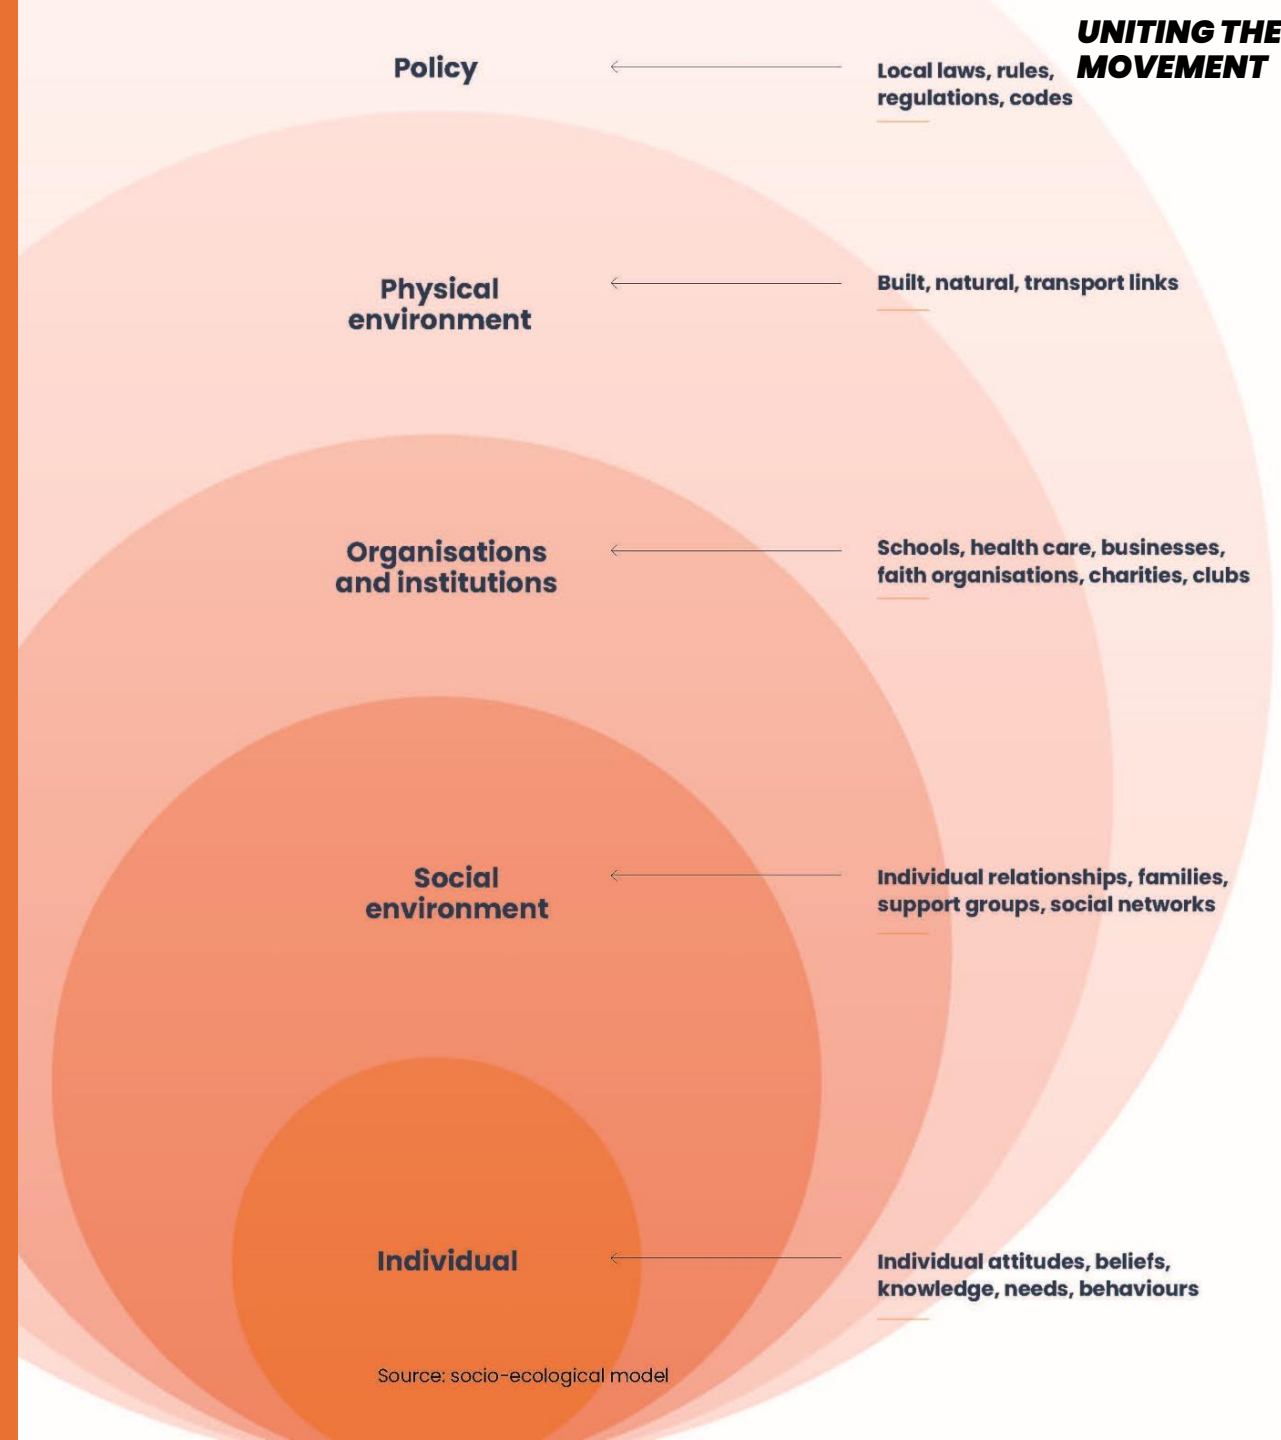 UNITING THE
MOVEMENT
Policy
Local laws, rules,
regulations, codes
Physical
environment
Built, natural, transport links
Organisations
and institutions
Schools, health care, businesses,
faith organisations, charities, clubs
Social
environment
Individual relationships, families,
support groups, social networks
Individual
Individual attitudes, beliefs,
knowledge, needs, behaviours
Source: socio-ecological model